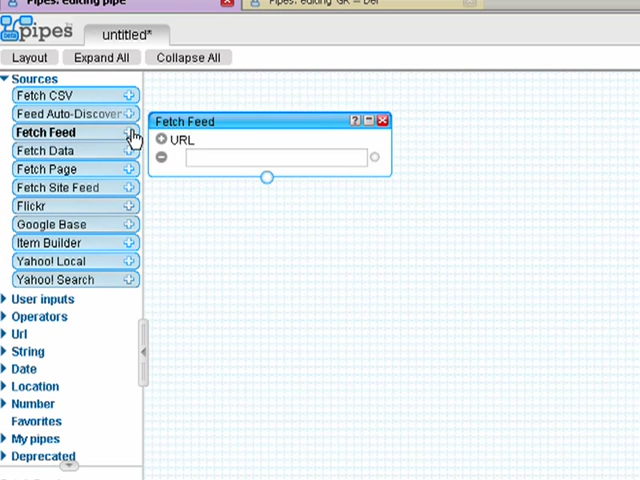 Pipes: editing pipe
Pipes: editing 'GR – Del'
pipes
beta
untitled*
Layout
Expand All
Collapse All
Sources
Fetch CSV
Feed Auto-Discover
Fetch Feed
Fetch Data
Fetch Page
Fetch Site Feed
Flickr
Google Base
Item Builder
Yahoo! Local
Yahoo! Search
User inputs
Operators
Url
String
Date
Location
Number
Favorites
My pipes
Deprecated
Fetch Feed
URL